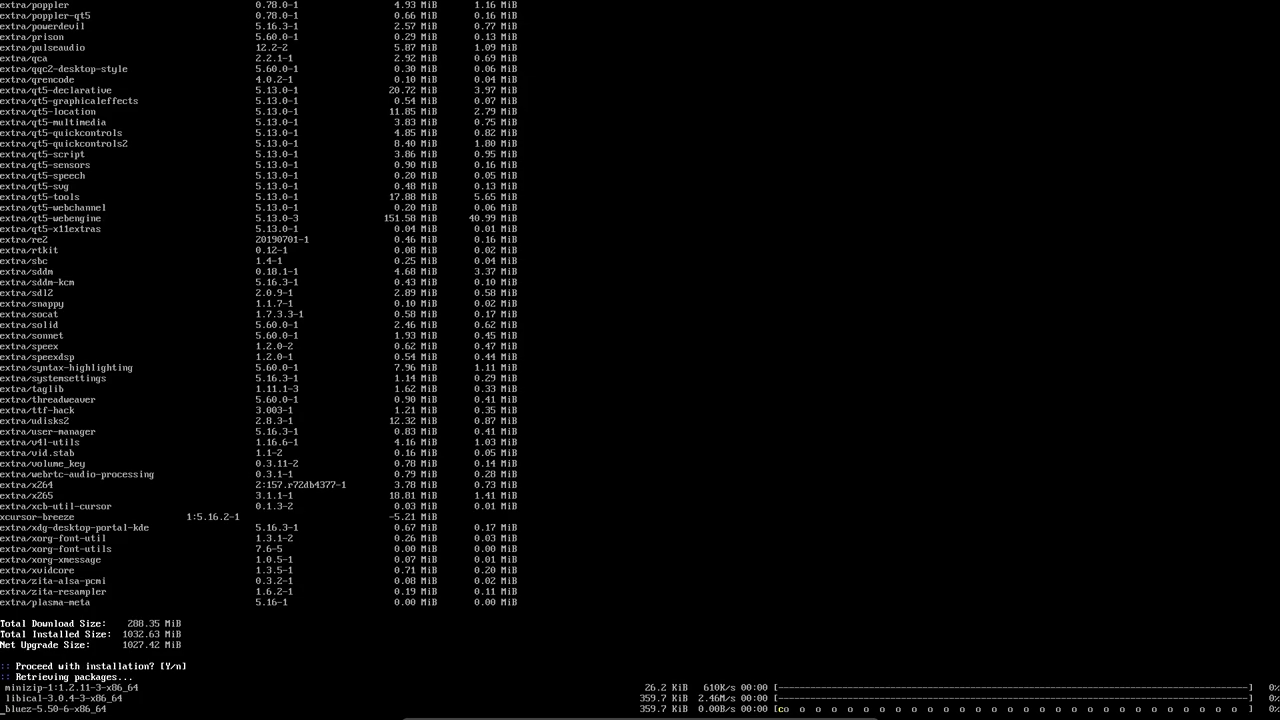 extra/poppler 0.78.0-1 4.93 MiB 1.16 MiB
extra/poppler-qt5 0.78.0-1 0.66 MiB 0.16 MiB
extra/powerdevil 5.16.3-1 2.57 MiB 0.77 MiB
extra/prison 5.60.0-1 0.29 MiB 0.13 MiB
extra/pulseaudio 12.2-2 5.87 MiB 1.09 MiB
extra/qca 2.2.1-1 2.92 MiB 0.69 MiB
extra/qqc2-desktop-style 5.60.0-1 0.30 MiB 0.06 MiB
extra/qrencode 4.0.2-1 0.10 MiB 0.04 MiB
extra/qt5-declarative 5.13.0-1 20.72 MiB 3.97 MiB
extra/qt5-graphicaleffects 5.13.0-1 0.54 MiB 0.07 MiB
extra/qt5-location 5.13.0-1 11.85 MiB 2.79 MiB
extra/qt5-multimedia 5.13.0-1 3.83 MiB 0.75 MiB
extra/qt5-quickcontrols 5.13.0-1 4.85 MiB 0.82 MiB
extra/qt5-quickcontrols2 5.13.0-1 8.40 MiB 1.80 MiB
extra/qt5-script 5.13.0-1 3.86 MiB 0.95 MiB
extra/qt5-sensors 5.13.0-1 0.90 MiB 0.16 MiB
extra/qt5-speech 5.13.0-1 0.20 MiB 0.05 MiB
extra/qt5-svg 5.13.0-1 0.48 MiB 0.13 MiB
extra/qt5-tools 5.13.0-1 17.88 MiB 5.65 MiB
extra/qt5-webchannel 5.13.0-1 0.20 MiB 0.06 MiB
extra/qt5-webengine 5.13.0-3 151.58 MiB 40.99 MiB
extra/qt5-x11extras 5.13.0-1 0.04 MiB 0.01 MiB
extra/re2 20190701-1 0.46 MiB 0.16 MiB
extra/rtkit 0.12-1 0.08 MiB 0.02 MiB
extra/sbc 1.4-1 0.25 MiB 0.04 MiB
extra/sddm 0.18.1-1 4.68 MiB 3.37 MiB
extra/sddm-kcm 5.16.3-1 0.43 MiB 0.10 MiB
extra/sdl2 2.0.9-1 2.89 MiB 0.58 MiB
extra/snappy 1.1.7-1 0.10 MiB 0.02 MiB
extra/socat 1.7.3.3-1 0.58 MiB 0.17 MiB
extra/solid 5.60.0-1 2.46 MiB 0.62 MiB
extra/sonnet 5.60.0-1 1.93 MiB 0.45 MiB
extra/speex 1.2.0-2 0.62 MiB 0.47 MiB
extra/speexdsp 1.2.0-1 0.54 MiB 0.44 MiB
extra/syntax-highlighting 5.60.0-1 7.96 MiB 1.11 MiB
extra/systemsettings 5.16.3-1 1.14 MiB 0.29 MiB
extra/taglib 1.11.1-3 1.62 MiB 0.33 MiB
extra/threadweaver 5.60.0-1 0.90 MiB 0.41 MiB
extra/ttf-hack 3.003-1 1.21 MiB 0.35 MiB
extra/udisks2 2.8.3-1 12.32 MiB 0.87 MiB
extra/user-manager 5.16.3-1 0.83 MiB 0.41 MiB
extra/v4l-utils 1.16.6-1 4.16 MiB 1.03 MiB
extra/vid.stab 1.1-2 0.16 MiB 0.05 MiB
extra/volume_key 0.3.11-2 0.78 MiB 0.14 MiB
extra/webrtc-audio-processing 0.3.1-1 0.79 MiB 0.28 MiB
extra/x264 2:157.r72db4377-1 3.78 MiB 0.73 MiB
extra/x265 3.1.1-1 18.81 MiB 1.41 MiB
extra/xcb-util-cursor 0.1.3-2 0.03 MiB 0.01 MiB
xcursor-breeze 1:5.16.2-1 -5.21 MiB
extra/xdg-desktop-portal-kde 5.16.3-1 0.67 MiB 0.17 MiB
extra/xorg-font-util 1.3.1-2 0.26 MiB 0.03 MiB
extra/xorg-font-utils 7.6-5 0.00 MiB 0.00 MiB
extra/xorg-xmessage 1.0.5-1 0.07 MiB 0.01 MiB
extra/xvidcore 1.3.5-1 0.71 MiB 0.20 MiB
extra/zita-alsa-pcmi 0.3.2-1 0.08 MiB 0.02 MiB
extra/zita-resampler 1.6.2-1 0.19 MiB 0.11 MiB
extra/plasma-meta 5.16-1 0.00 MiB 0.00 MiB
Total Download Size: 288.35 MiB
Total Installed Size: 1032.63 MiB
Net Upgrade Size: 1027.42 MiB
:: Proceed with installation? [Y/n]
:: Retrieving packages...
minizip-1:1.2.11-3-x86_64 26.2 KiB 610K/s 00:00 [----------------------------------------------------------------------] 0%
libical-3.0.4-3-x86_64 359.7 KiB 2.46M/s 00:00 [----------------------------------------------------------------------] 0%
bluez-5.50-6-x86_64 359.7 KiB 0.00B/s 00:00 [co o o o o o o o o o o o o o o o o o o o o o o o o o o o o o ] 0%